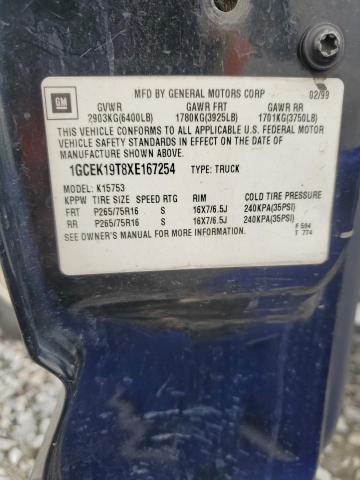 GM
MFD BY GENERAL MOTORS CORP 02/99
GVWR GAWR FRT GAWR RR
2903KG(6400LB) 1780KG(3925LB) 1701KG(3750LB)
THIS VEHICLE CONFORMS TO ALL APPLICABLE U.S. FEDERAL MOTOR
VEHICLE SAFETY STANDARDS IN EFFECT ON THE DATE OF
MANUFACTURE SHOWN ABOVE.
1GCEK19T8XE167254 TYPE: TRUCK
MODEL: K15753
KPPW TIRE SIZE SPEED RTG RIM COLD TIRE PRESSURE
FRT P265/75R16 S 16X7/6.5J 240KPA(35PSI)
RR P265/75R16 S 16X7/6.5J 240KPA(35PSI)
SEE OWNER'S MANUAL FOR MORE INFORMATION.
F 594
T 774